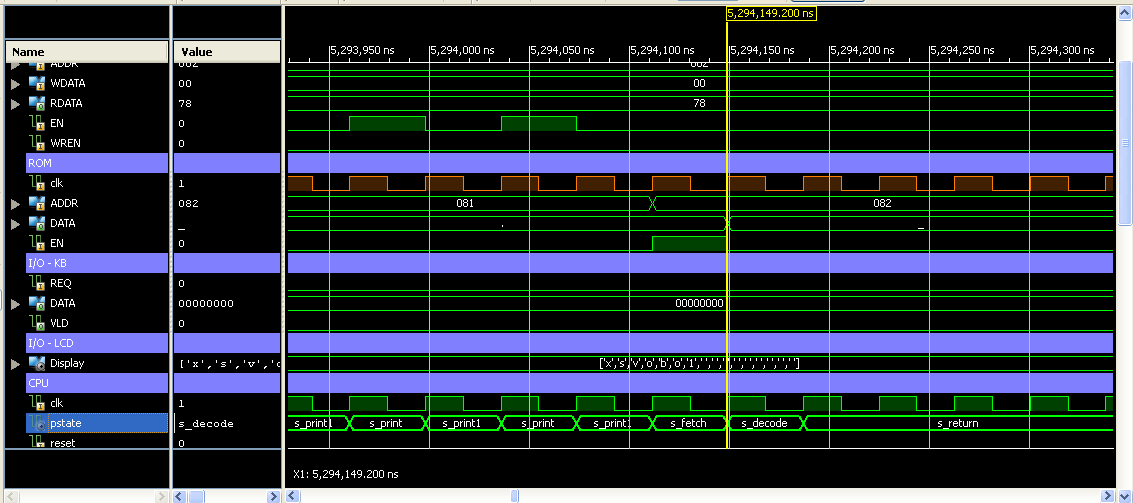 5,294,149.200 ns
5,293,950 ns 5,294,000 ns 5,294,050 ns 5,294,100 ns 5,294,150 ns 5,294,200 ns 5,294,250 ns 5,294,300 ns
Name Value
ADDR 002 002
WDATA 00 00
RDATA 78 78
EN 0
WREN 0
ROM
clk 1
ADDR 082 081 082
DATA _ . _
EN 0
I/O - KB
REQ 0
DATA 00000000 00000000
VLD 0
I/O - LCD
Display ['x','s','v','o [x,s,v,o,b,o,1,' ',' ',' ',' ',' ',' ',' ',' ',' ']
CPU
clk 1
pstate s_decode s_print1 s_print s_print1 s_print s_print1 s_fetch s_decode s_return
reset 0
X1: 5,294,149.200 ns